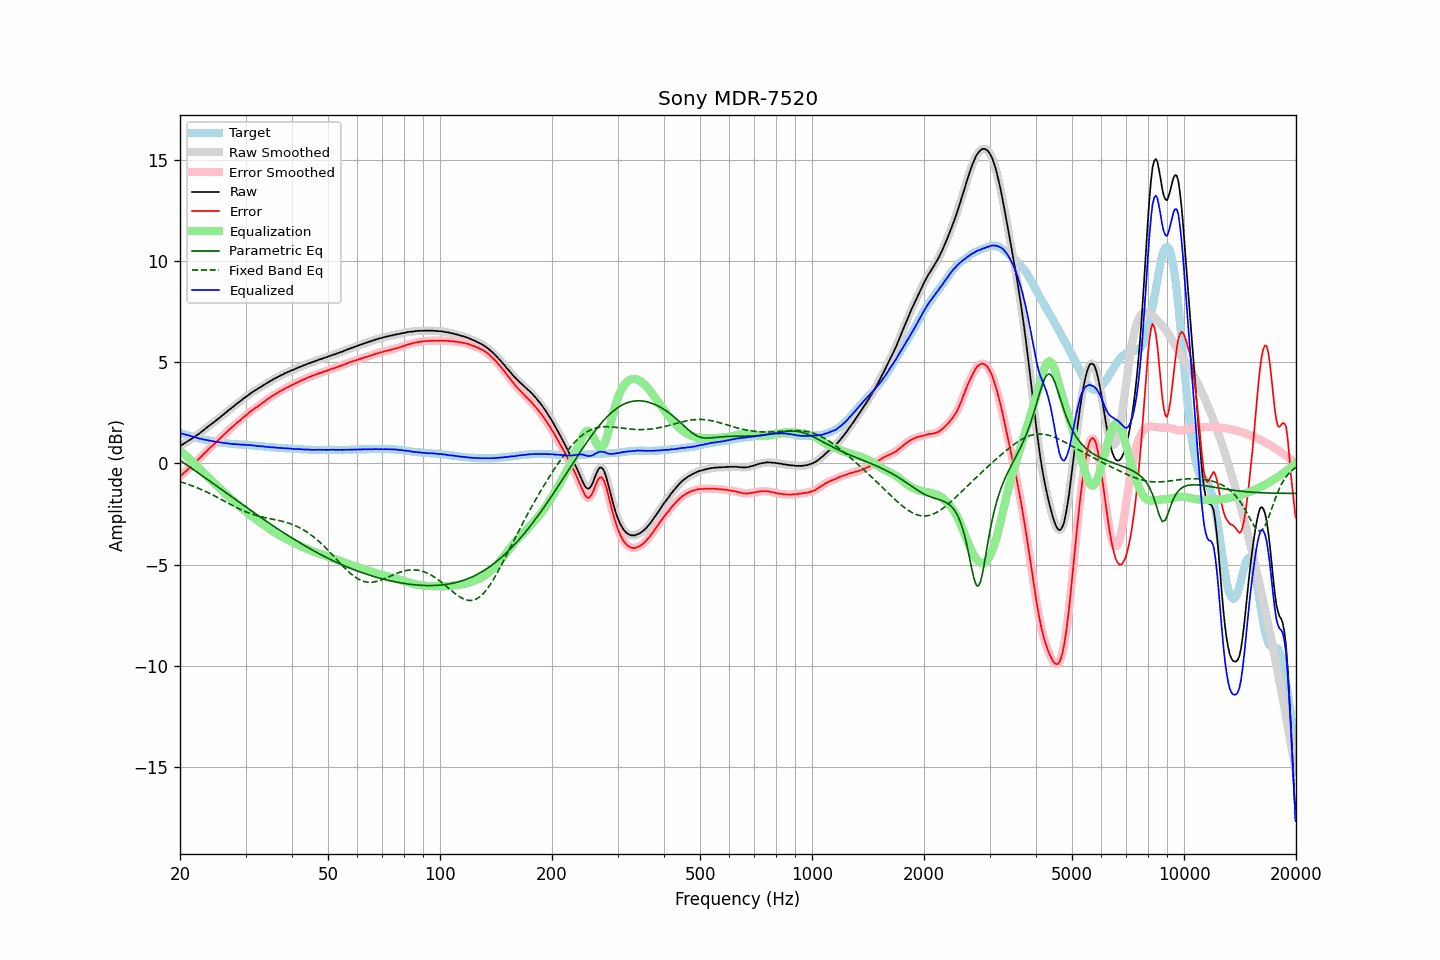 Sony MDR-7520
Target
Raw Smoothed
Error Smoothed
Raw
Error
Equalization
Parametric Eq
Fixed Band Eq
Equalized
Amplitude (dBr)
15
10
5
0
−5
−10
−15
20 50 100 200 500 1000 2000 5000 10000 20000
Frequency (Hz)